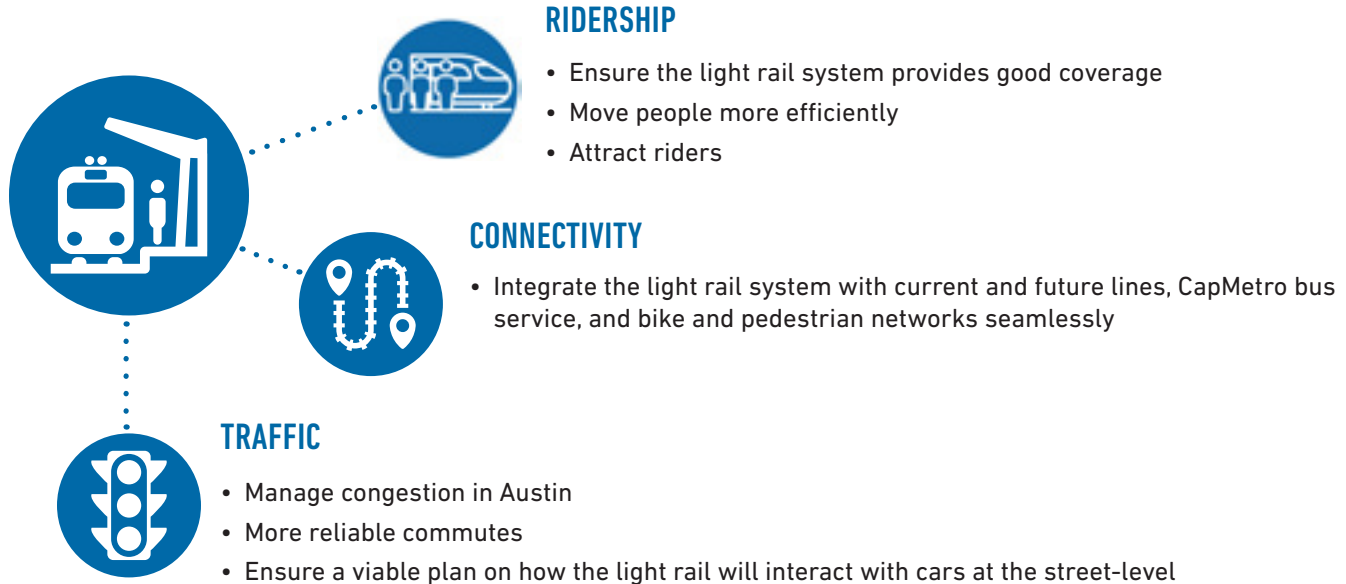 RIDERSHIP
• Ensure the light rail system provides good coverage
• Move people more efficiently
• Attract riders
CONNECTIVITY
• Integrate the light rail system with current and future lines, CapMetro bus
service, and bike and pedestrian networks seamlessly
TRAFFIC
• Manage congestion in Austin
• More reliable commutes
• Ensure a viable plan on how the light rail will interact with cars at the street-level